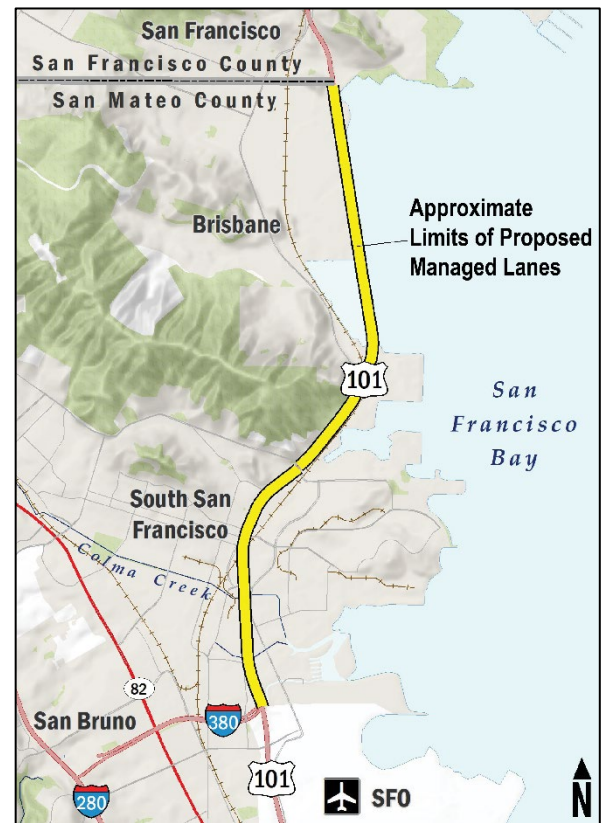 San Francisco
San Francisco County
San Mateo County
Approximate
Limits of Proposed
Managed Lanes
Brisbane
101
San
Francisco
Bay
South San
Francisco
Colma Creek
82
San Bruno
380
101
280
SFO
N